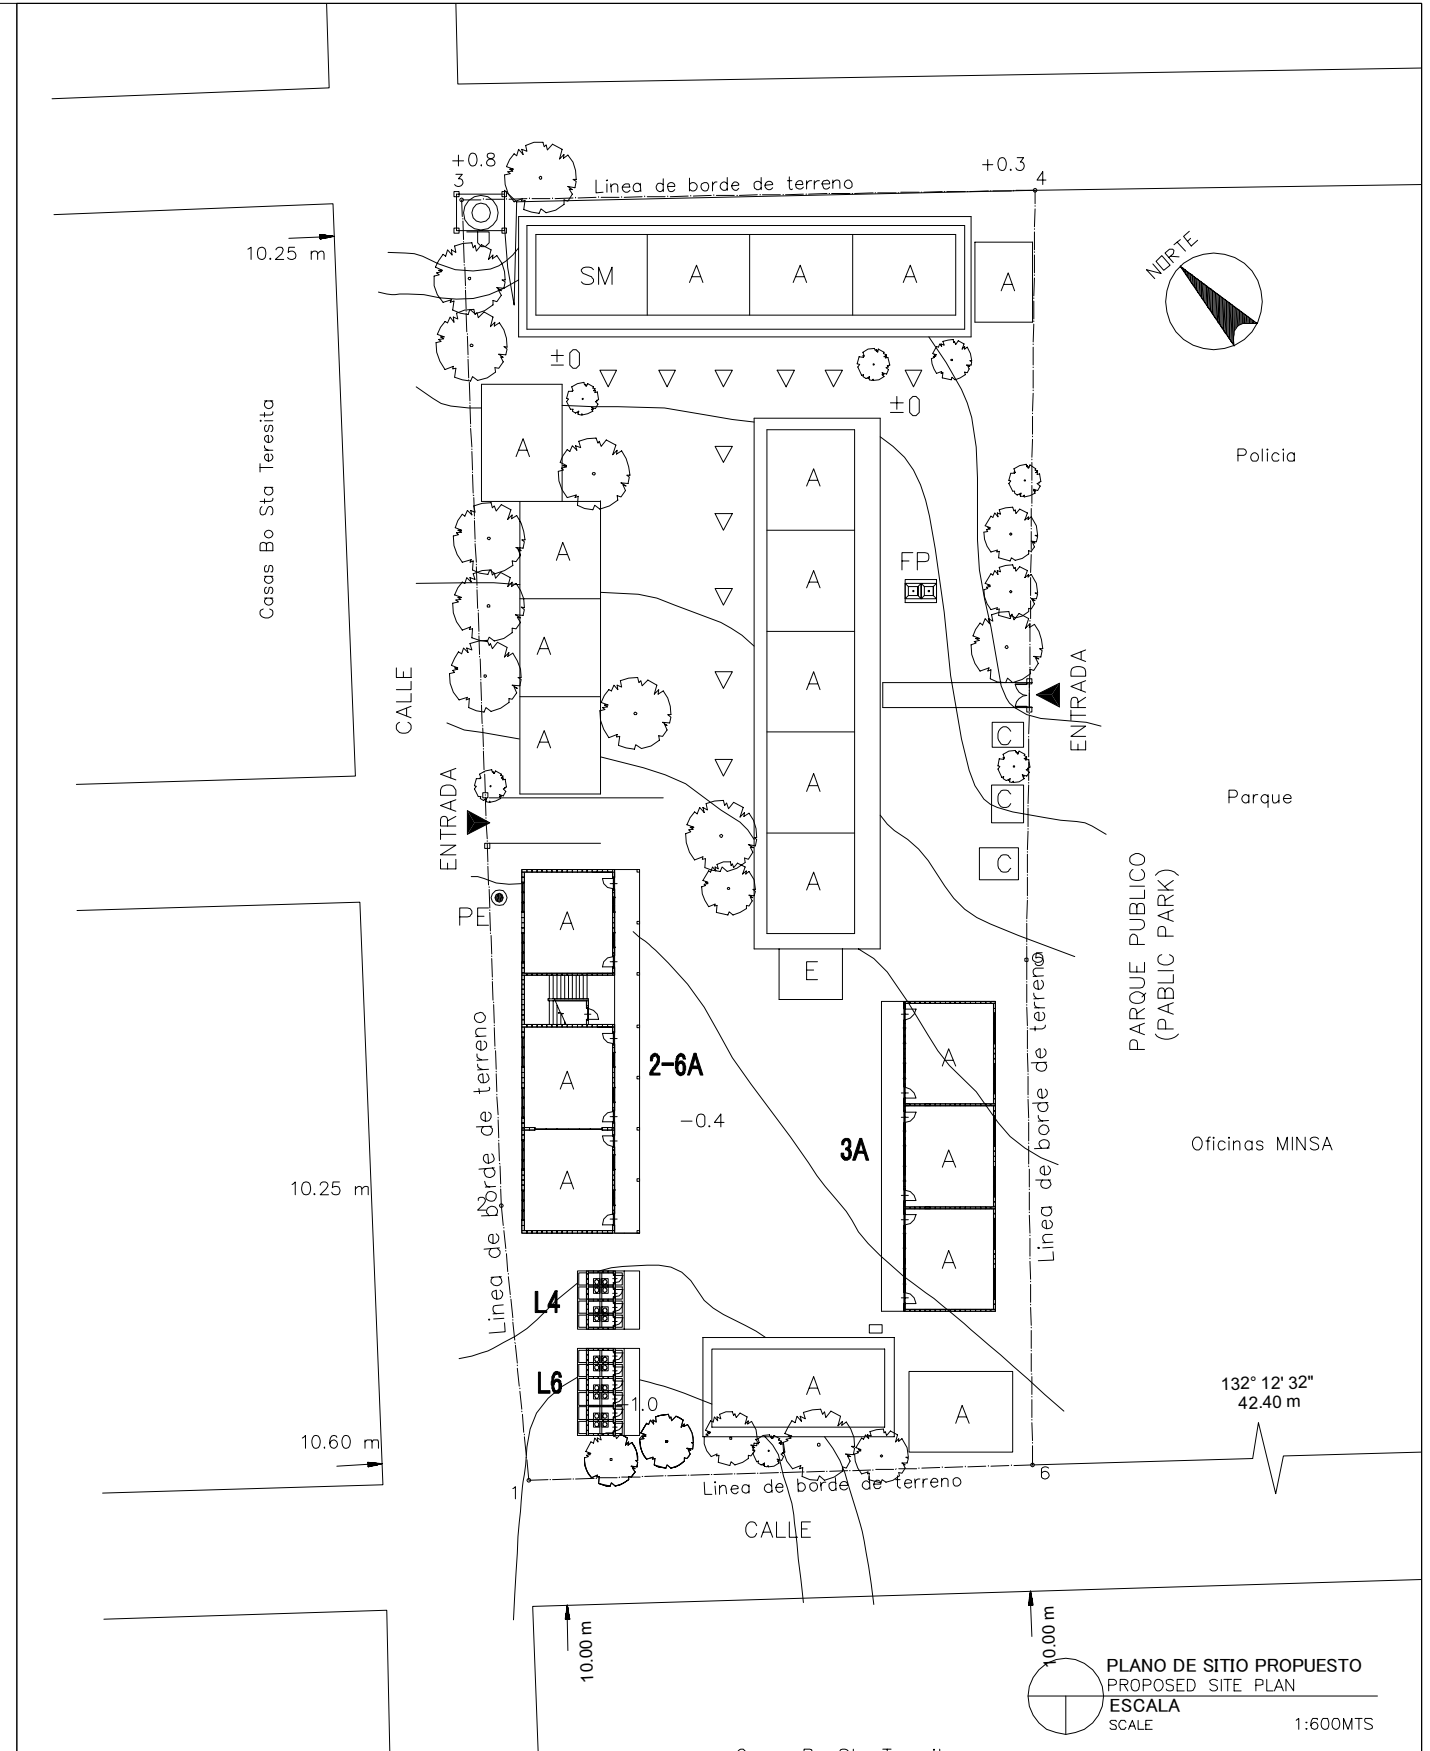 +0.8
3
+0.3
4
Linea de borde de terreno
10.25 m
SM
A
A
A
A
NORTE
±0
±0
Casas Bo Sta Teresita
A
A
Policia
A
FP
A
A
A
CALLE
A
A
ENTRADA
C
A
Parque
C
ENTRADA
C
A
PE
A
PARQUE PUBLICO
(PABLIC PARK)
E
5
Linea de borde de terreno
A
2-6A
A
-0.4
3A
A
Oficinas MINSA
Linea de borde de terreno
A
10.25 m
2
A
L4
L6
A
-1.0
A
132° 12' 32"
42.40 m
10.60 m
1
Linea de borde de terreno
6
CALLE
10.00 m
10.00 m
PLANO DE SITIO PROPUESTO
PROPOSED SITE PLAN
ESCALA
SCALE
1:600MTS